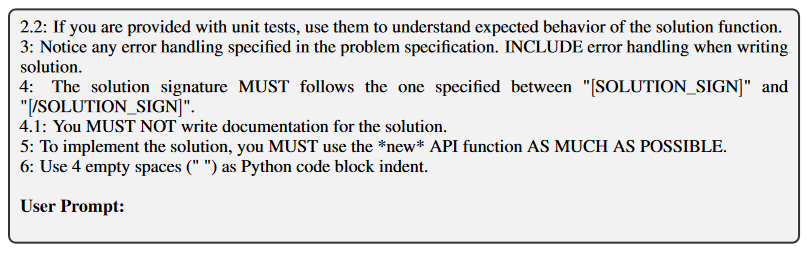 2.2: If you are provided with unit tests, use them to understand expected behavior of the solution function.
3: Notice any error handling specified in the problem specification. INCLUDE error handling when writing
solution.
4: The solution signature MUST follows the one specified between "[SOLUTION_SIGN]" and
"[/SOLUTION_SIGN]".
4.1: You MUST NOT write documentation for the solution.
5: To implement the solution, you MUST use the *new* API function AS MUCH AS POSSIBLE.
6: Use 4 empty spaces (" ") as Python code block indent.
User Prompt: